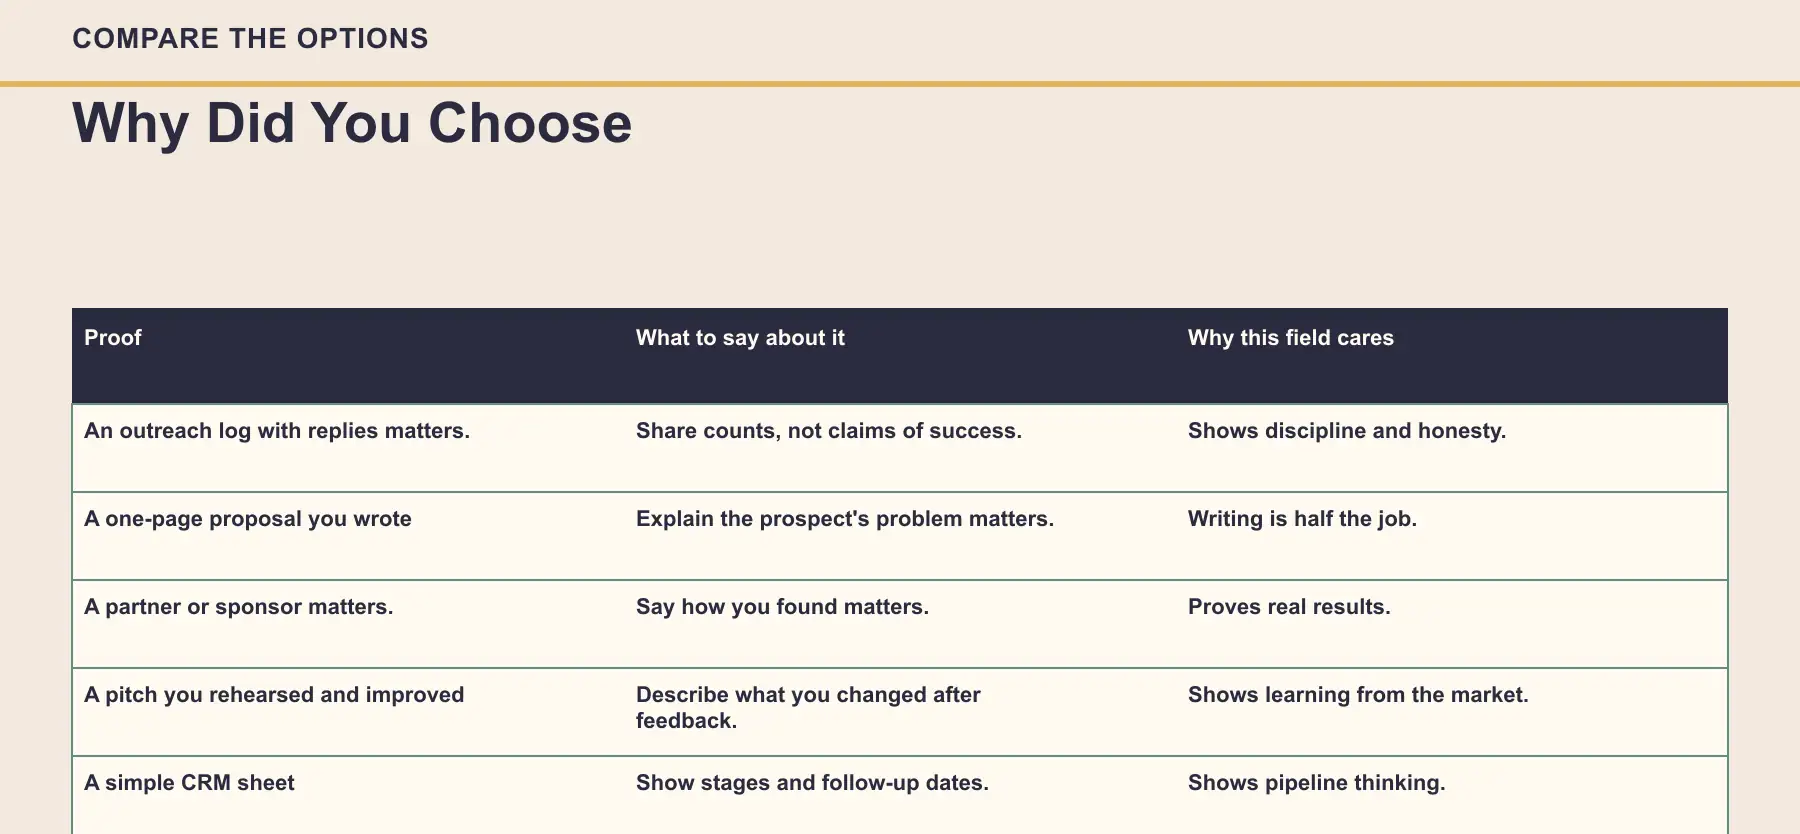 COMPARE THE OPTIONS
Why Did You Choose
Proof
What to say about it
Why this field cares
An outreach log with replies matters.
Share counts, not claims of success.
Shows discipline and honesty.
A one-page proposal you wrote
Explain the prospect's problem matters.
Writing is half the job.
A partner or sponsor matters.
Say how you found matters.
Proves real results.
A pitch you rehearsed and improved
Describe what you changed after
feedback.
Shows learning from the market.
A simple CRM sheet
Show stages and follow-up dates.
Shows pipeline thinking.